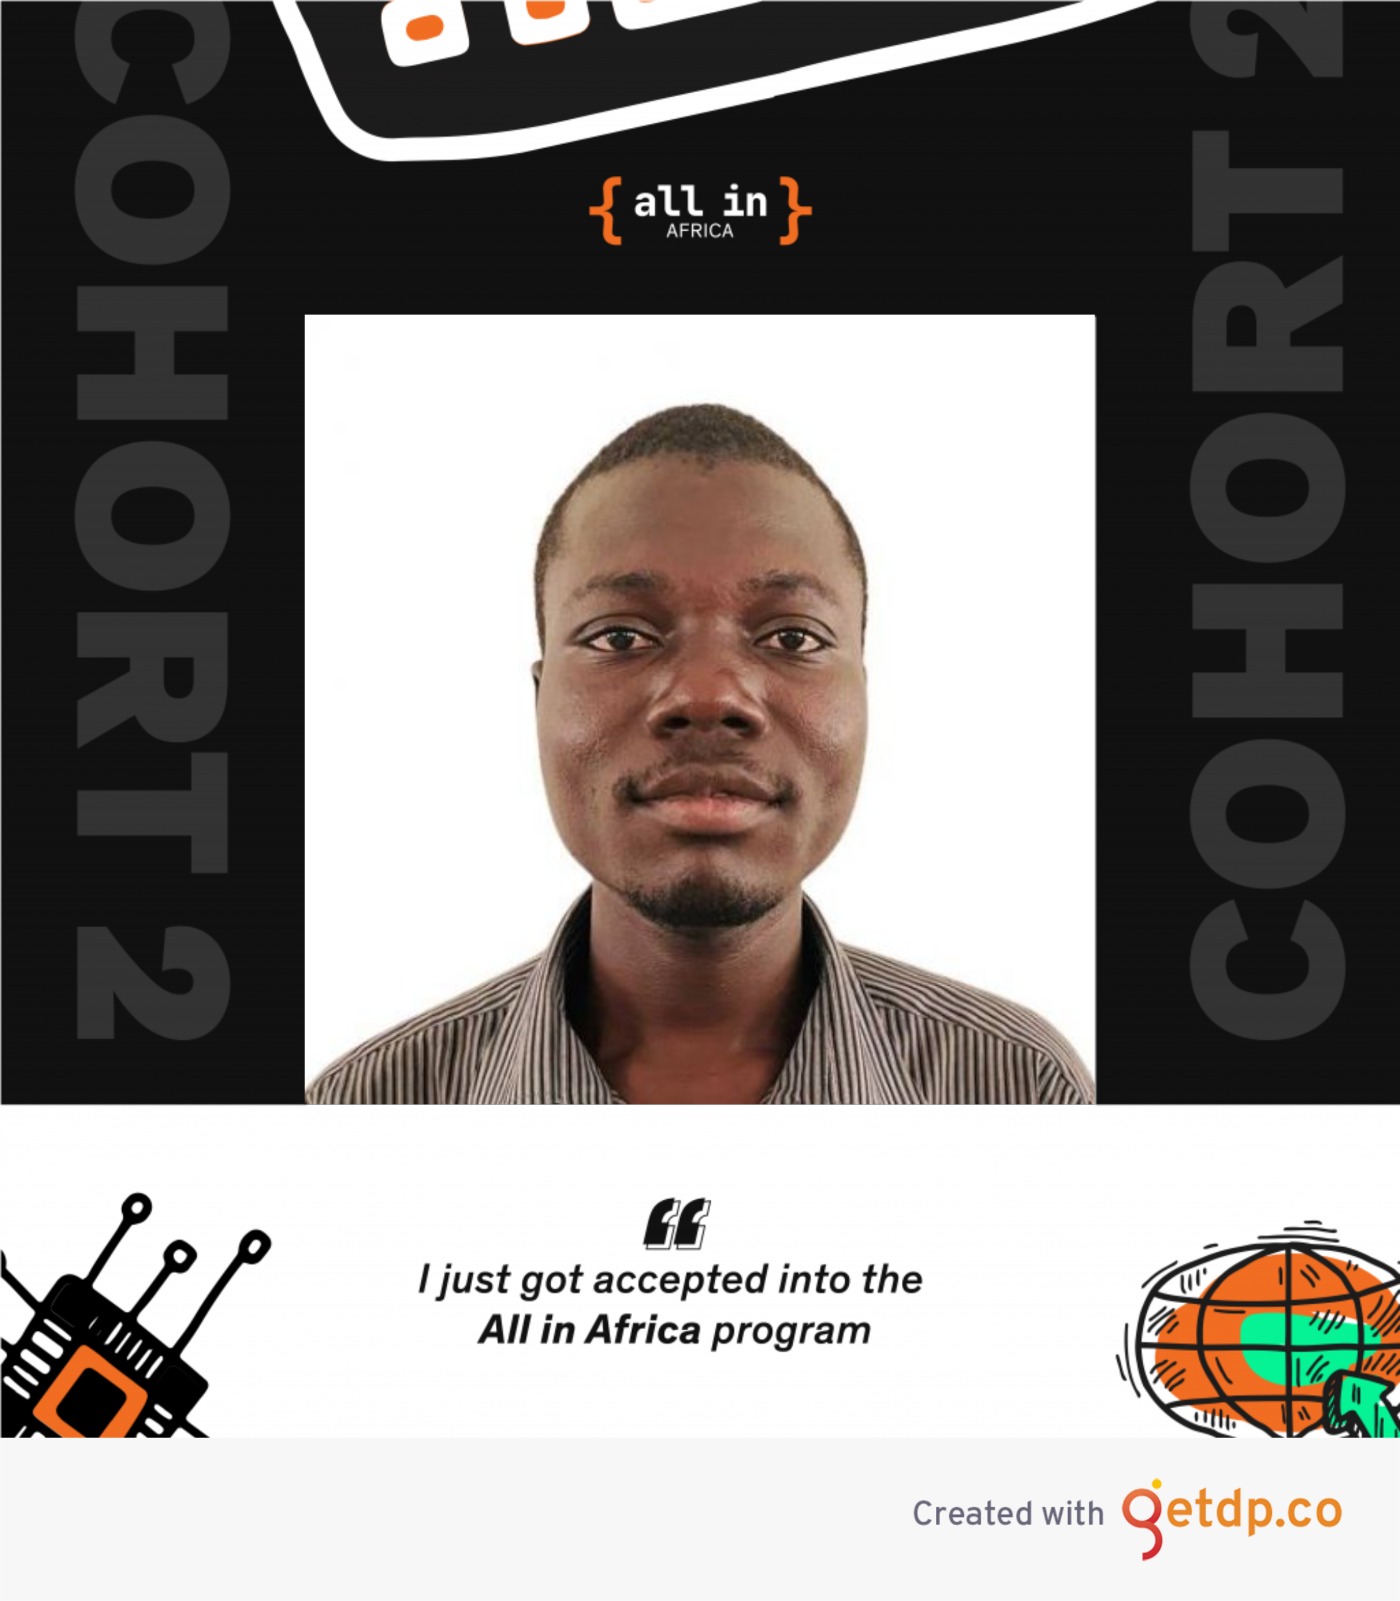 COHORT 2
COHORT 2
{ all in }
AFRICA
I just got accepted into the
All in Africa program
Created with getdp.co